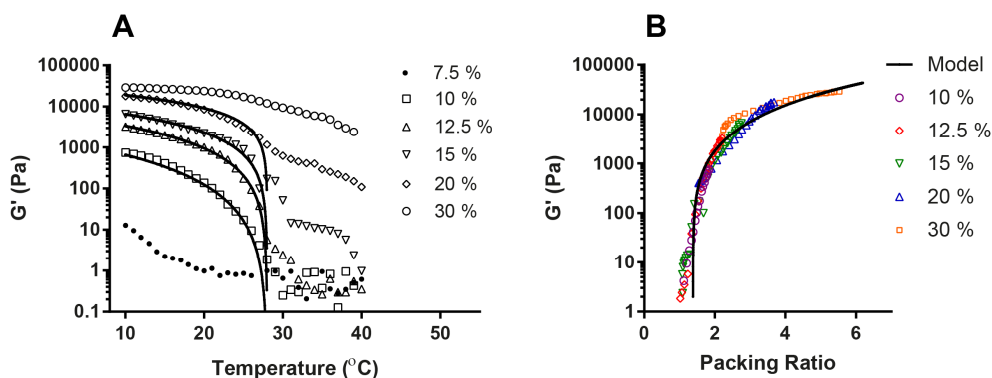 A
100000
10000
1000
100
10
1
0.1
G' (Pa)
10 20 30 40 50
Temperature (°C)
7.5 %
10 %
12.5 %
15 %
20 %
30 %
B
100000
10000
1000
100
10
1
G' (Pa)
0 2 4 6
Packing Ratio
Model
10 %
12.5 %
15 %
20 %
30 %